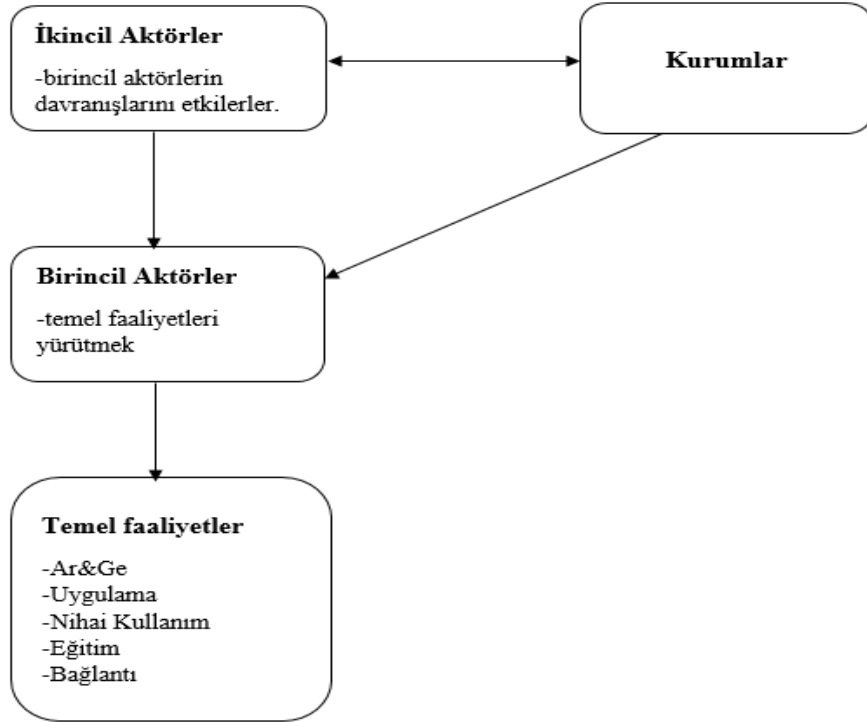 İkincil Aktörler
-birincil aktörlerin
davranışlarını etkilerler.
Kurumlar
Birincil Aktörler
-temel faaliyetleri
yürütmek
Temel faaliyetler
-Ar&Ge
-Uygulama
-Nihai Kullanım
-Eğitim
-Bağlantı